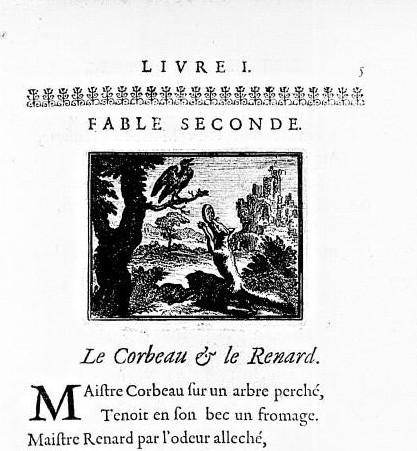 LIVRE I. 5
FABLE SECONDE.
Le Corbeau & le Renard.
MAiſtre Corbeau ſur un arbre perché,
Tenoit en ſon bec un fromage.
Maiſtre Renard par l'odeur alleché,